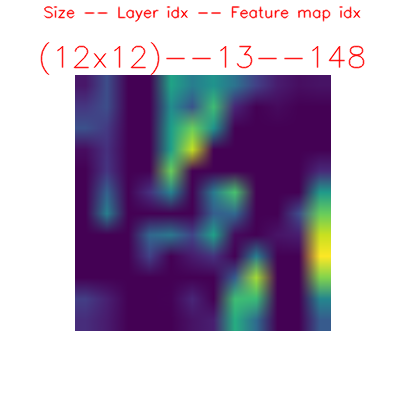 Size -- Layer idx -- Feature map idx
(12x12)--13--148